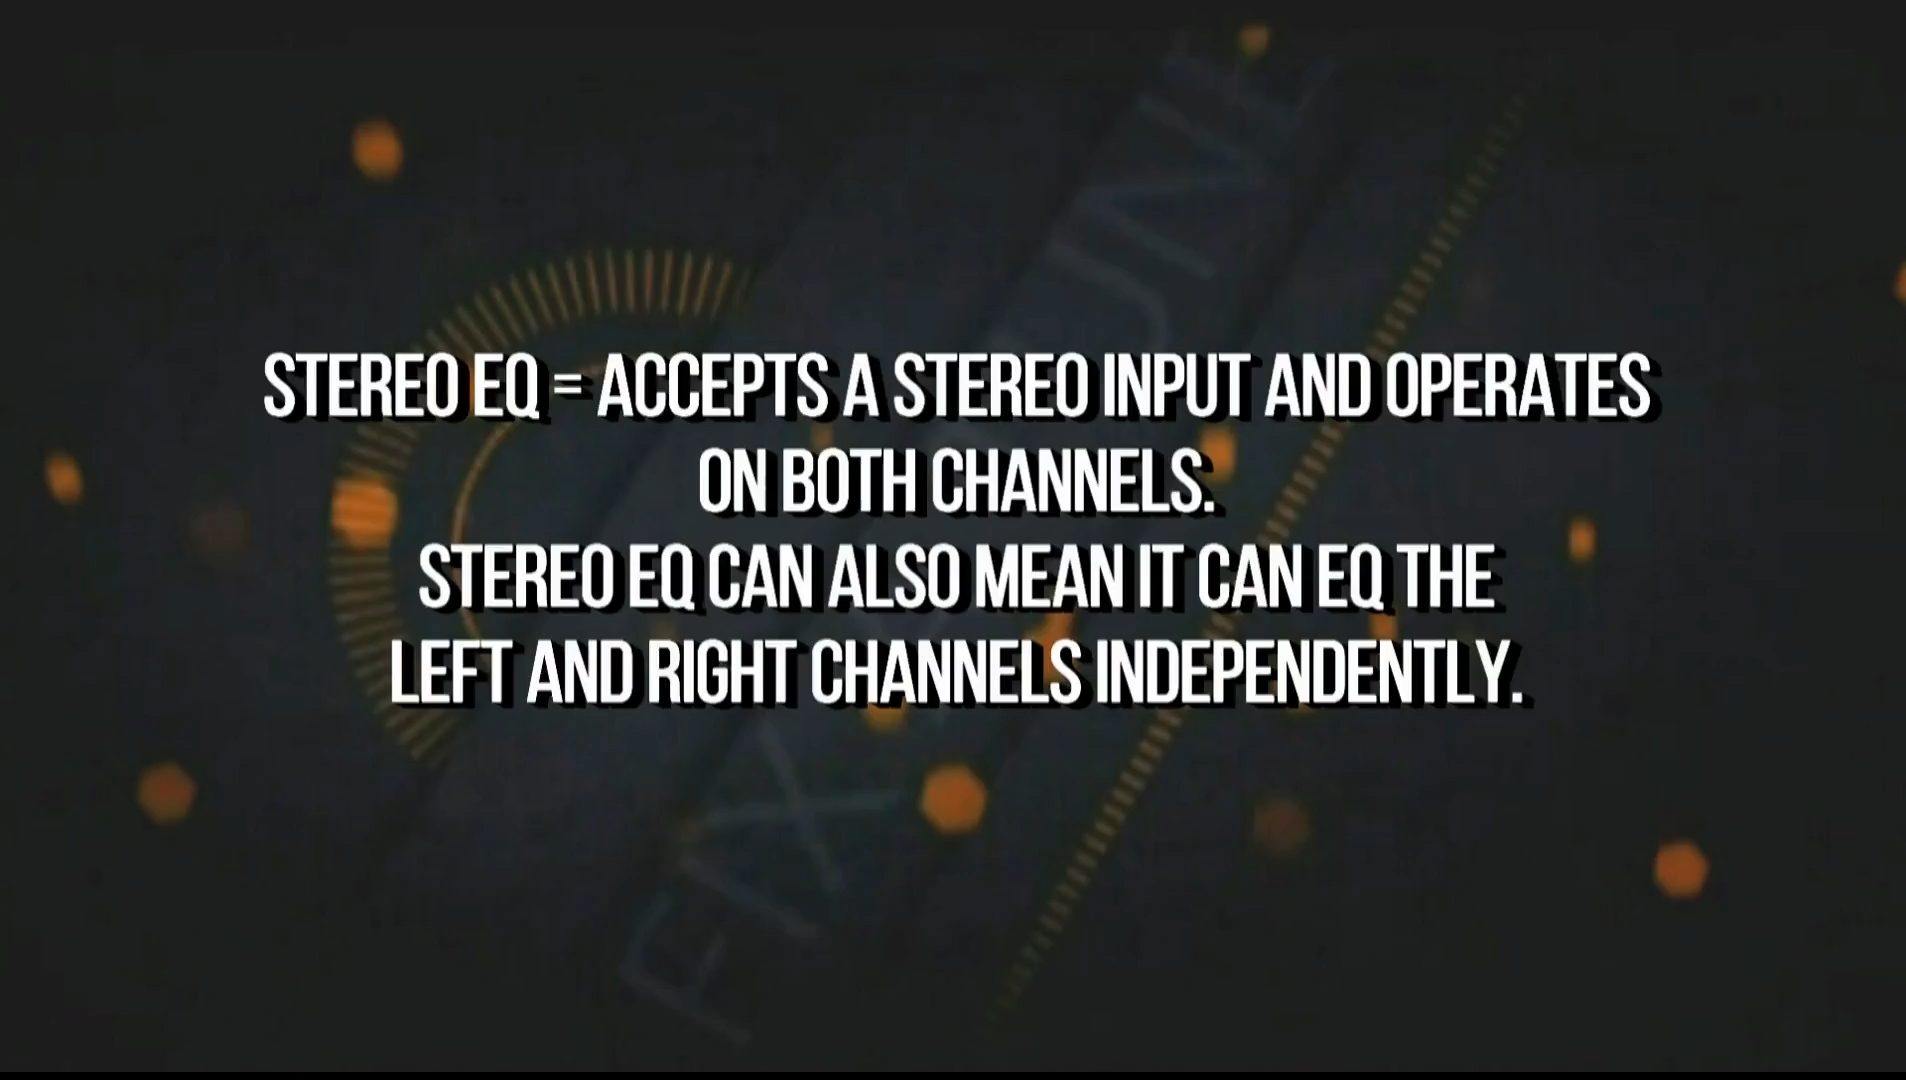 STEREO EQ = ACCEPTS A STEREO INPUT AND OPERATES
ON BOTH CHANNELS.
STEREO EQ CAN ALSO MEAN IT CAN EQ THE
LEFT AND RIGHT CHANNELS INDEPENDENTLY.